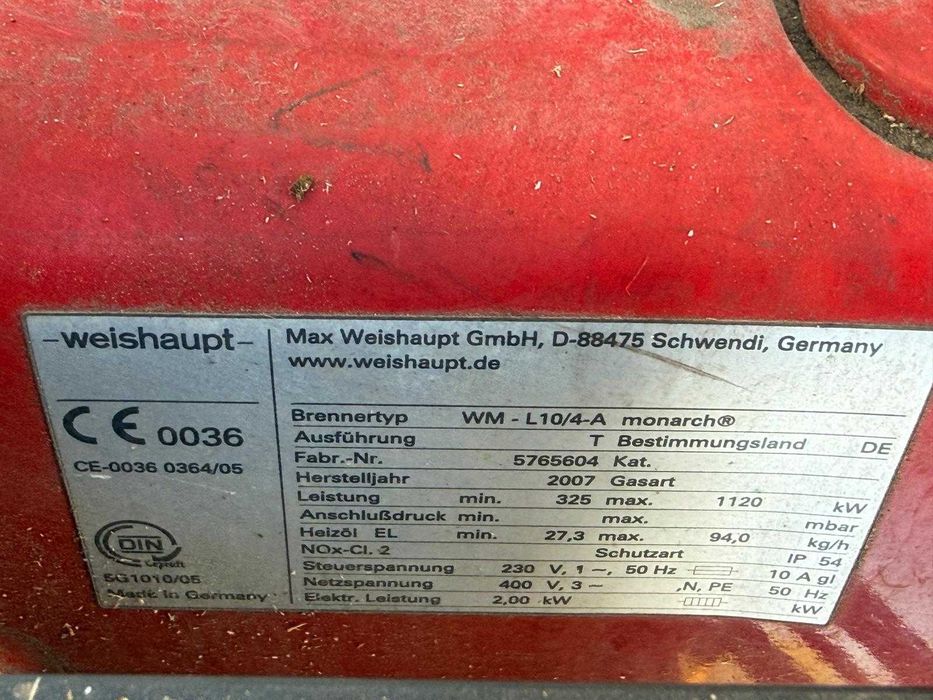 -weishaupt-
Max Weishaupt GmbH, D-88475 Schwendi, Germany
www.weishaupt.de
CE 0036
CE-0036 0364/05
DIN
Geprüft
5G1010/05
Made in Germany
Brennertyp WM - L10/4-A monarch®
Ausführung T Bestimmungsland DE
Fabr.-Nr. 5765604 Kat.
Herstelljahr 2007 Gasart
Leistung min. 325 max. 1120 kW
Anschlußdruck min. max. mbar
Heizöl EL min. 27,3 max. 94,0 kg/h
NOx-Cl. 2 Schutzart IP 54
Steuerspannung 230 V, 1 ~, 50 Hz 10 A gl
Netzspannung 400 V, 3 ~ ,N, PE 50 Hz
Elektr. Leistung 2,00 kW kW